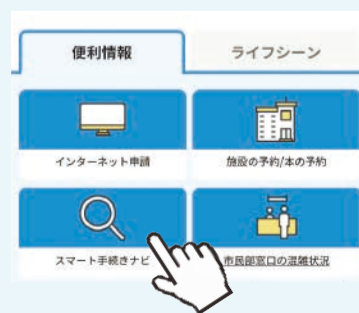 便利情報
ライフシーン
インターネット申請
施設の予約/本の予約
スマート手続きナビ
市民部窓口の混雑状況